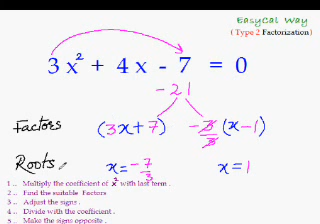 EasyCal Way
(Type 2 Factorization)
3x² + 4x - 7 = 0
-21
Factors (3x+7) -3/3 (x-1)
Roots x = -7/3 x = 1
1... Multiply the coefficient of x² with last term.
2... Find the suitable Factors
3... Adjust the signs.
4... Divide with the coefficient.
5... Make the signs opposite.